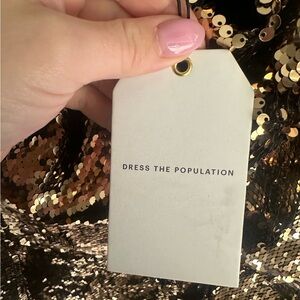 DRESS THE POPULATION